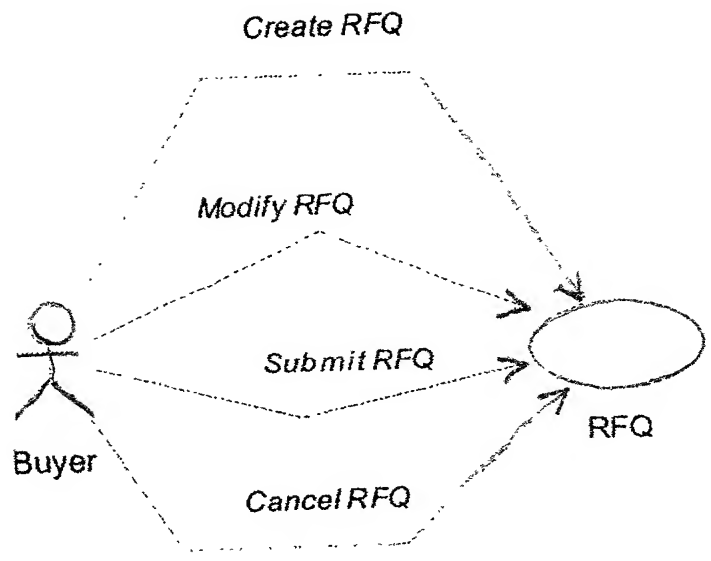 Create RFQ
Modify RFQ
Submit RFQ
RFQ
Buyer
Cancel RFQ